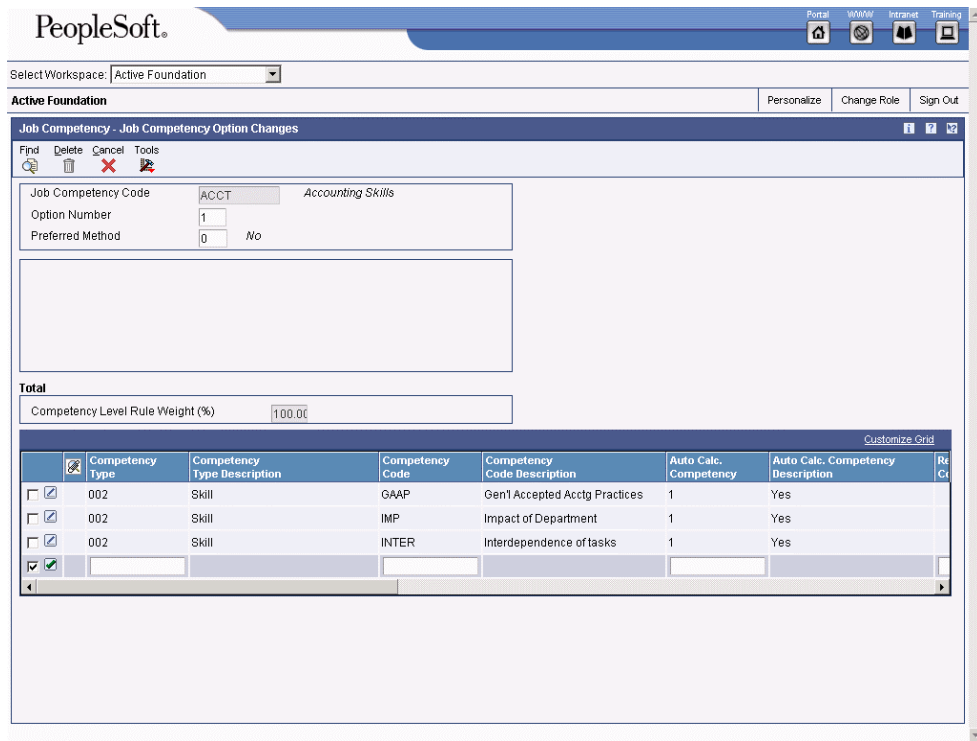 Portal WWW Intranet Training
PeopleSoft.
Select Workspace: Active Foundation
Active Foundation Personalize Change Role Sign Out
Job Competency - Job Competency Option Changes i ? ?
Find Delete Cancel Tools
Job Competency Code ACCT Accounting Skills
Option Number 1
Preferred Method 0 No
Total
Competency Level Rule Weight (%) 100.00
Customize Grid
Competency Type Competency Type Description Competency Code Competency Code Description Auto Calc. Competency Auto Calc. Competency Description Re Co
002 Skill GAAP Gen'l Accepted Acctg Practices 1 Yes
002 Skill IMP Impact of Department 1 Yes
002 Skill INTER Interdependence of tasks 1 Yes